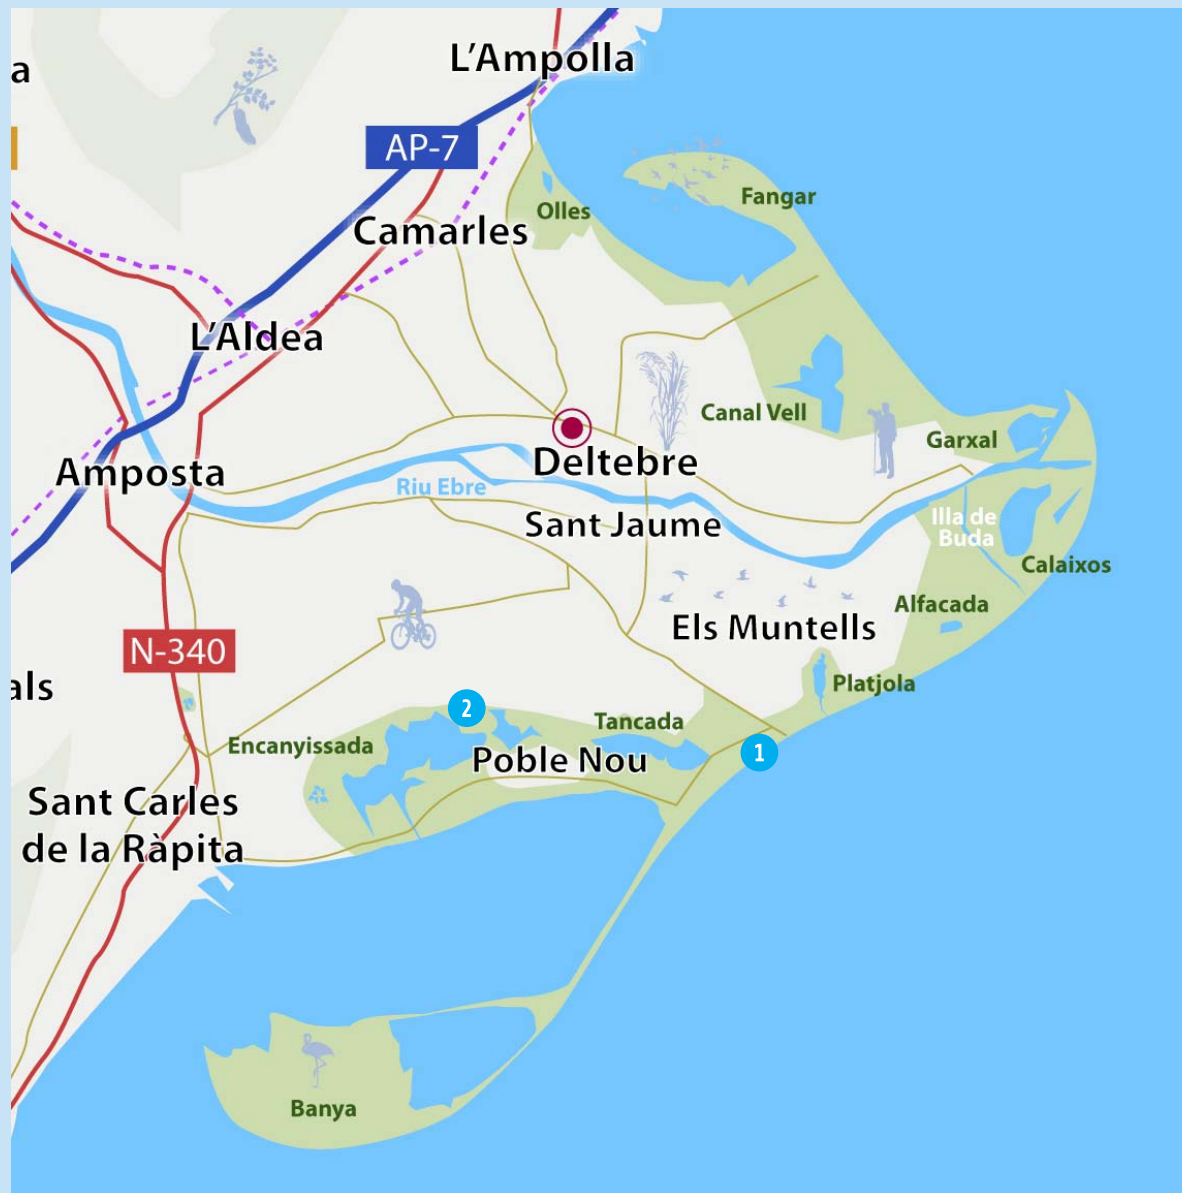 L'Ampolla
a
AP-7
Fangar
Olles
Camarles
L'Aldea
Canal Vell
Garxal
Deltebre
Amposta
Riu Ebre
Illa de
Buda
Sant Jaume
Calaixos
Alfacada
Els Muntells
N-340
als
Platjola
2
Tancada
Encanyissada
1
Poble Nou
Sant Carles
de la Ràpita
Banya